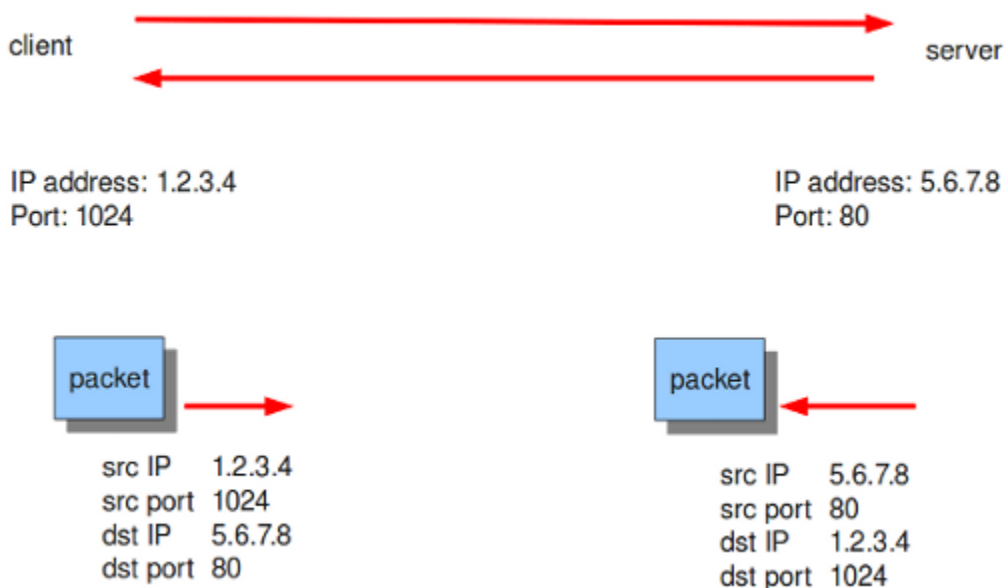 client
server
IP address: 1.2.3.4
Port: 1024
IP address: 5.6.7.8
Port: 80
packet
src IP 1.2.3.4
src port 1024
dst IP 5.6.7.8
dst port 80
packet
src IP 5.6.7.8
src port 80
dst IP 1.2.3.4
dst port 1024